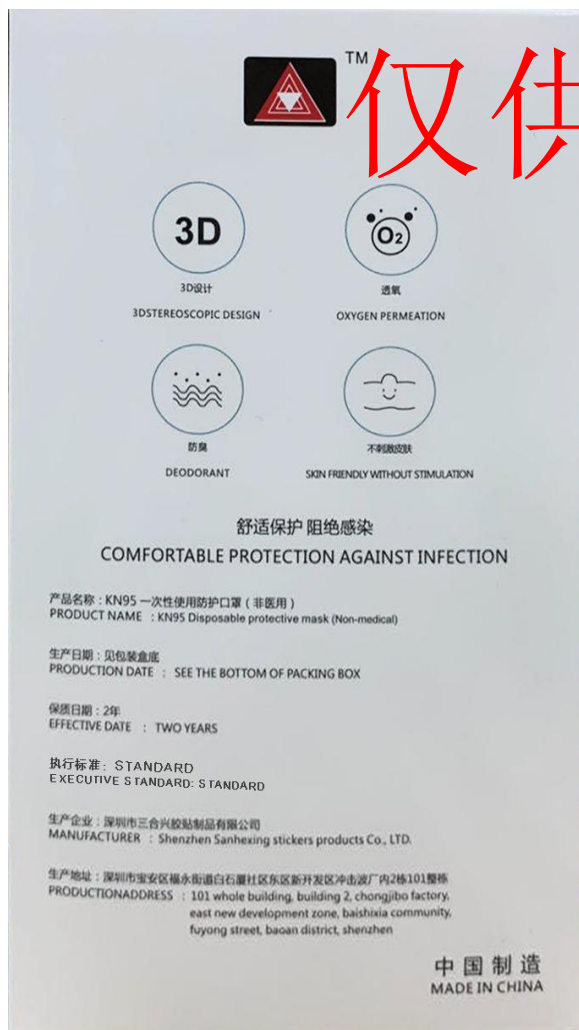 TM
仅供
3D
O2
3D设计
透氧
3DSTEREOSCOPIC DESIGN
OXYGEN PERMEATION
防臭
不刺激皮肤
DEODORANT
SKIN FRIENDLY WITHOUT STIMULATION
舒适保护 阻绝感染
COMFORTABLE PROTECTION AGAINST INFECTION
产品名称：KN95 一次性使用防护口罩（非医用）
PRODUCT NAME : KN95 Disposable protective mask (Non-medical)
生产日期：见包装盒底
PRODUCTION DATE : SEE THE BOTTOM OF PACKING BOX
保质日期：2年
EFFECTIVE DATE : TWO YEARS
执行标准：STANDARD
EXECUTIVE STANDARD: STANDARD
生产企业：深圳市三合兴胶贴制品有限公司
MANUFACTURER : Shenzhen Sanhexing stickers products Co., LTD.
生产地址：深圳市宝安区福永街道白石厦社区东区新开发区冲击波厂内2栋101整栋
PRODUCTIONADDRESS : 101 whole building, building 2, chongjibo factory,
east new development zone, baishixia community,
fuyong street, baoan district, shenzhen
中国制造
MADE IN CHINA